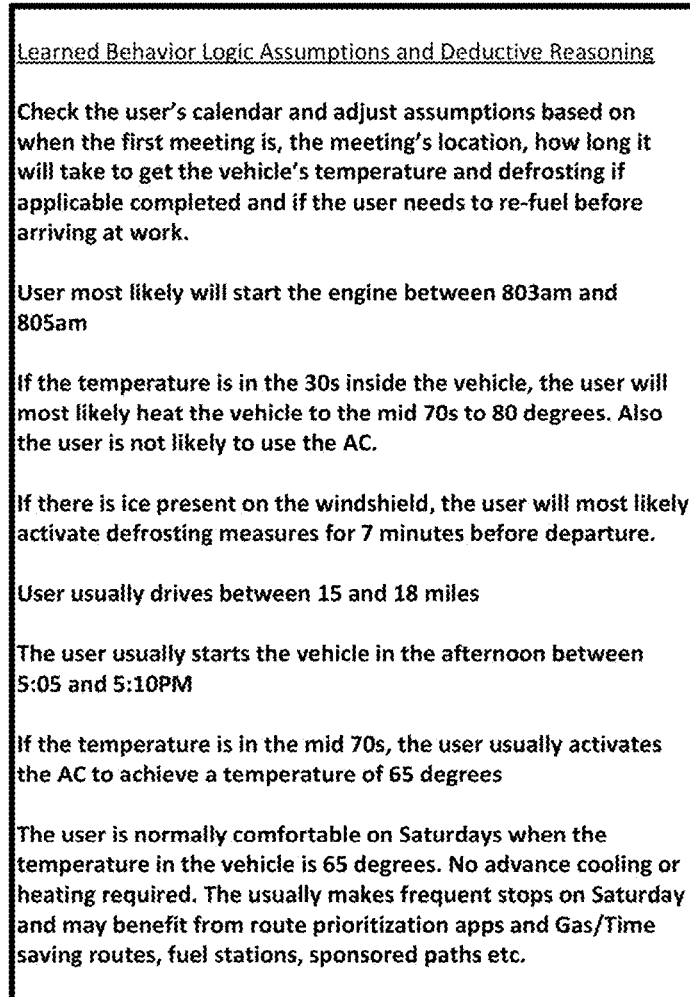 Learned Behavior Logic Assumptions and Deductive Reasoning
Check the user's calendar and adjust assumptions based on
when the first meeting is, the meeting's location, how long it
will take to get the vehicle's temperature and defrosting if
applicable completed and if the user needs to re-fuel before
arriving at work.
User most likely will start the engine between 803am and
805am
If the temperature is in the 30s inside the vehicle, the user will
most likely heat the vehicle to the mid 70s to 80 degrees. Also
the user is not likely to use the AC.
If there is ice present on the windshield, the user will most likely
activate defrosting measures for 7 minutes before departure.
User usually drives between 15 and 18 miles
The user usually starts the vehicle in the afternoon between
5:05 and 5:10PM
If the temperature is in the mid 70s, the user usually activates
the AC to achieve a temperature of 65 degrees
The user is normally comfortable on Saturdays when the
temperature in the vehicle is 65 degrees. No advance cooling or
heating required. The usually makes frequent stops on Saturday
and may benefit from route prioritization apps and Gas/Time
saving routes, fuel stations, sponsored paths etc.